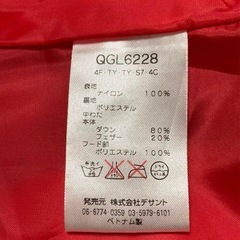 QGL6228
4F-TY-TY-S7-4C
表地
ナイロン 100%
裏地
ポリエステル 100%
中わた
本体
ダウン 80%
フェザー 20%
フード部
ポリエステル 100%
発売元 株式会社デサント
06-6774 0359 03-5979-6101
ベトナム製